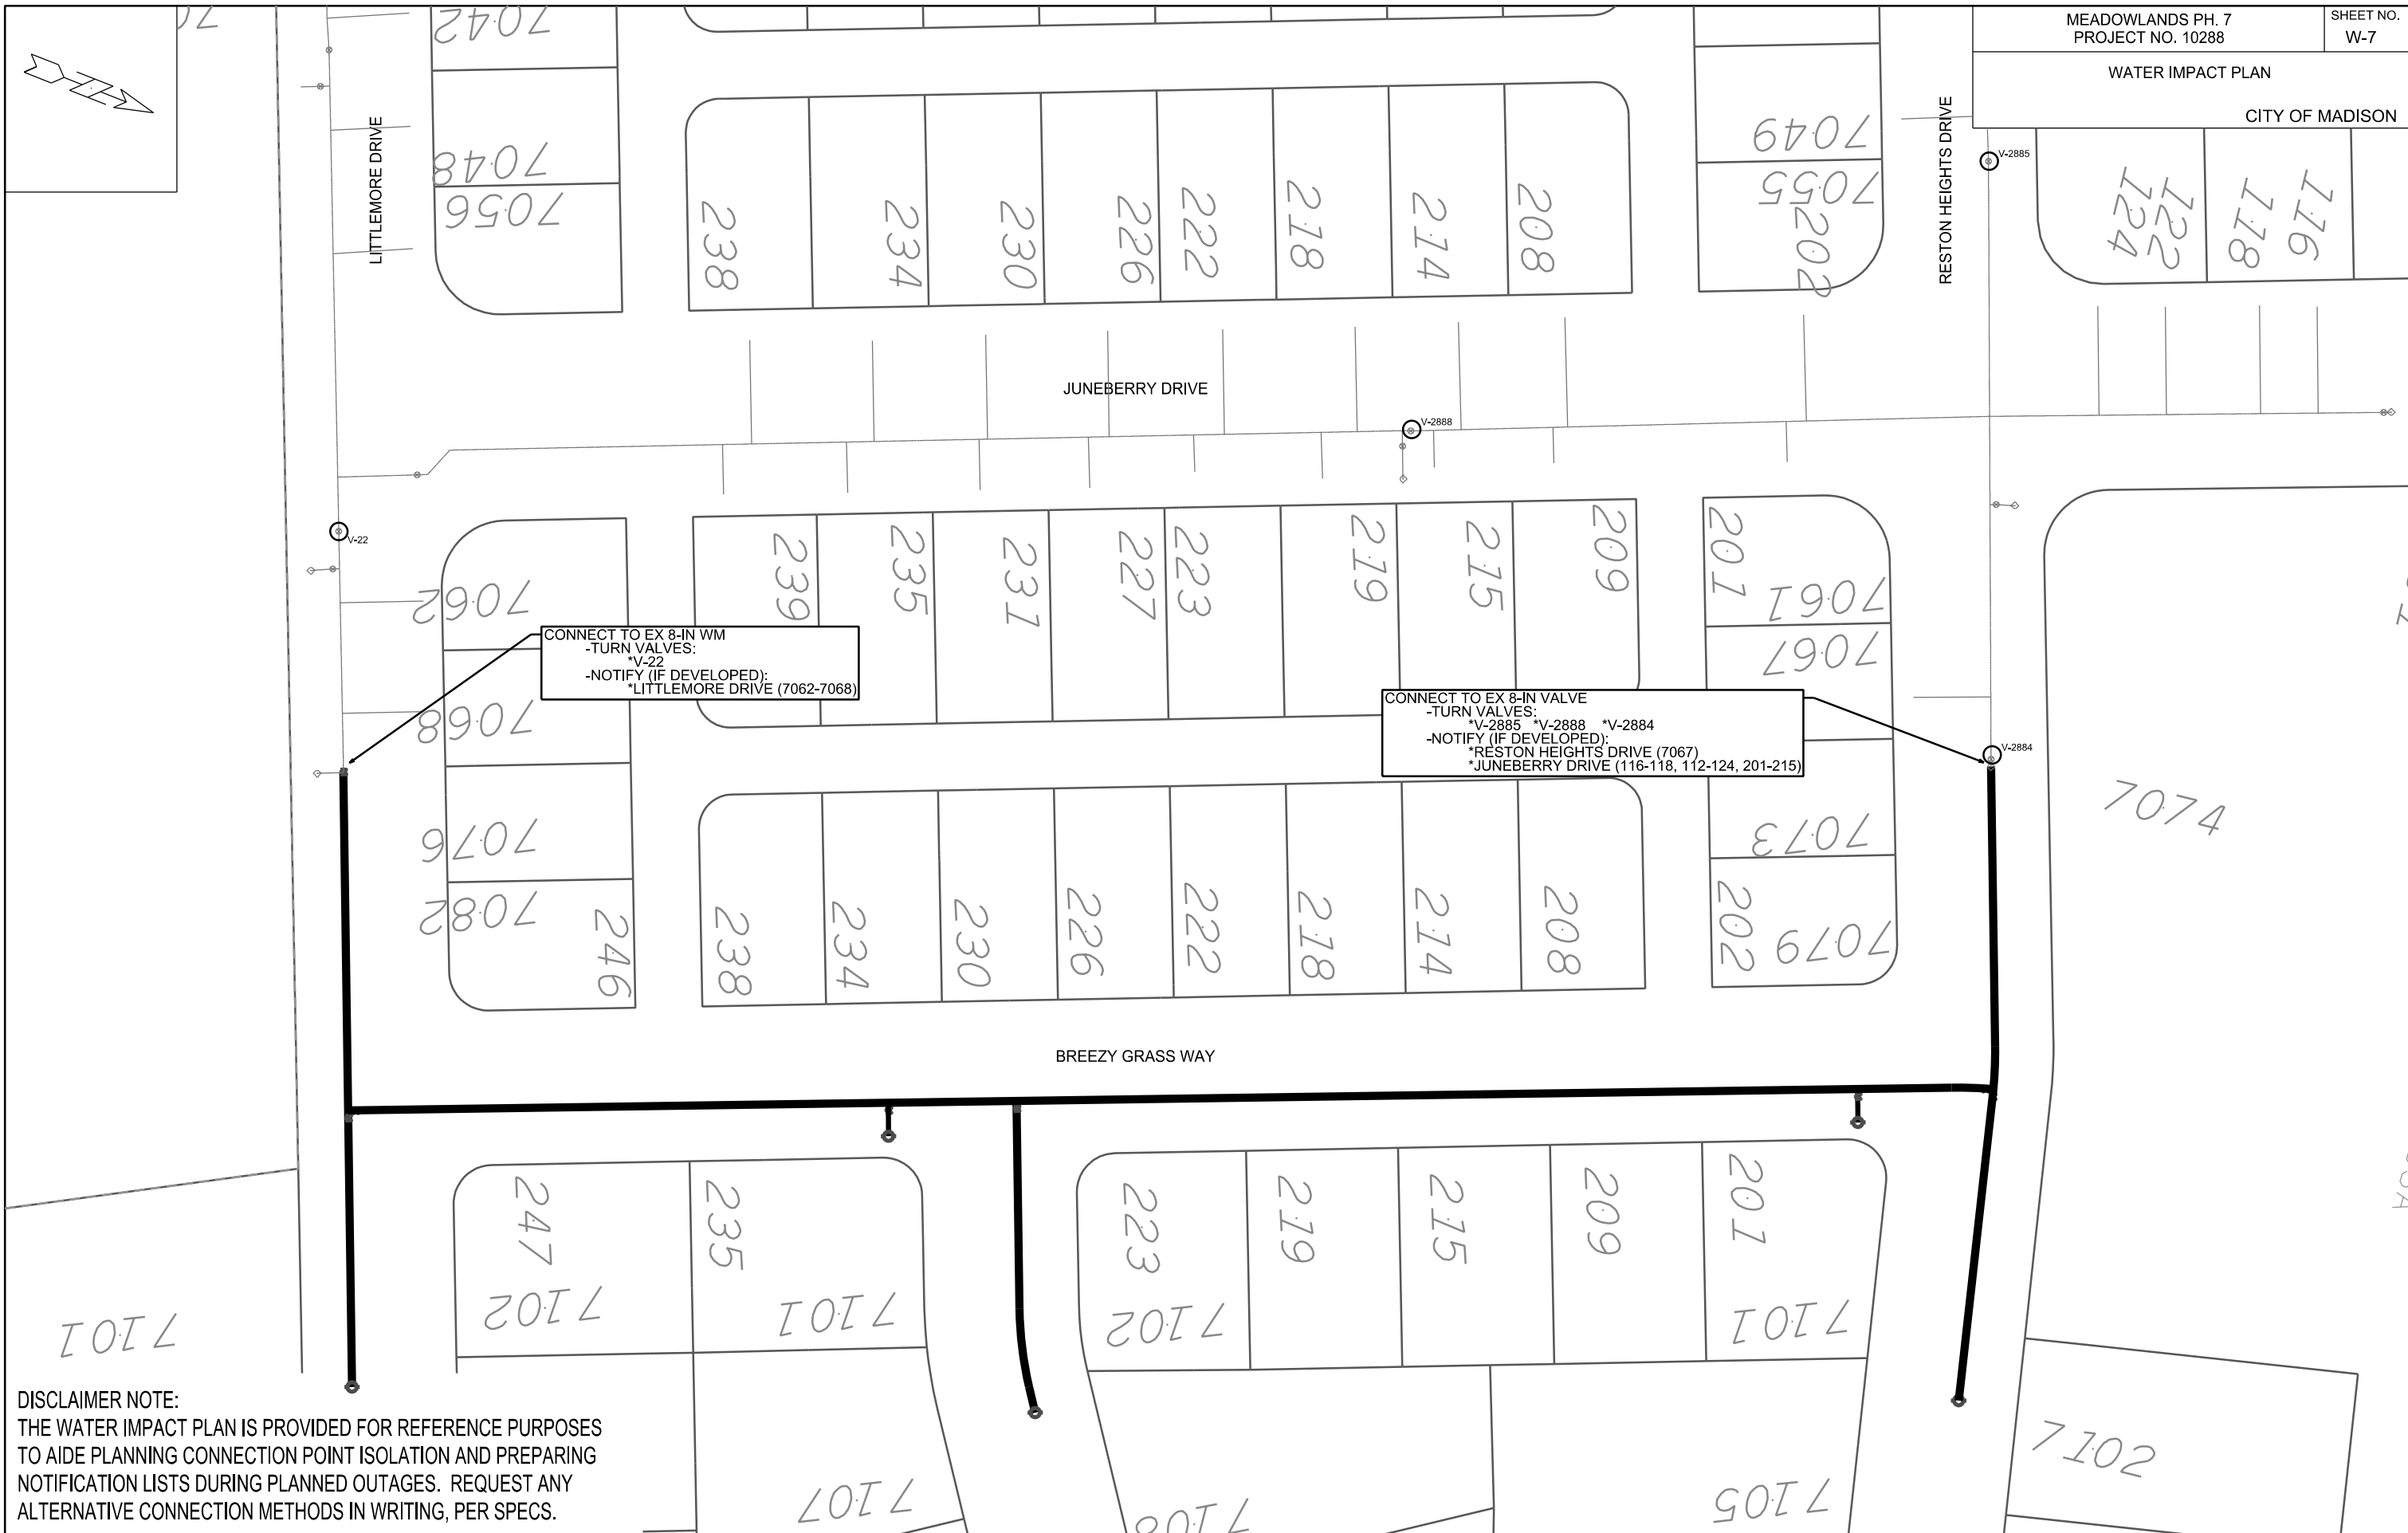 MEADOWLANDS PH. 7
PROJECT NO. 10288
SHEET NO.
W-7
WATER IMPACT PLAN
CITY OF MADISON
N
7042
7048
7056
LITTLEMORE DRIVE
238
234
230
226
222
218
214
208
7049
7055
202
RESTON HEIGHTS DRIVE
V-2885
124
122
118
116
JUNEBERRY DRIVE
V-2888
V-22
7062
7068
7076
7082
246
239
235
231
227
223
219
215
209
201
7061
7067
7073
7079
202
CONNECT TO EX 8-IN WM
-TURN VALVES:
*V-22
-NOTIFY (IF DEVELOPED):
*LITTLEMORE DRIVE (7062-7068)
CONNECT TO EX 8-IN VALVE
-TURN VALVES:
*V-2885 *V-2888 *V-2884
-NOTIFY (IF DEVELOPED):
*RESTON HEIGHTS DRIVE (7067)
*JUNEBERRY DRIVE (116-118, 112-124, 201-215)
V-2884
7074
238
234
230
226
222
218
214
208
BREEZY GRASS WAY
247
7102
235
7101
223
7102
219
215
209
201
7101
7101
7107
7105
7102
DISCLAIMER NOTE:
THE WATER IMPACT PLAN IS PROVIDED FOR REFERENCE PURPOSES
TO AIDE PLANNING CONNECTION POINT ISOLATION AND PREPARING
NOTIFICATION LISTS DURING PLANNED OUTAGES. REQUEST ANY
ALTERNATIVE CONNECTION METHODS IN WRITING, PER SPECS.